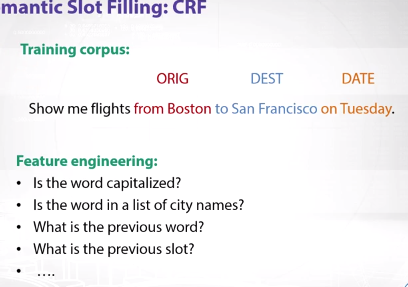 mantic Slot Filling: CRF
Training corpus:
ORIG DEST DATE
Show me flights from Boston to San Francisco on Tuesday.
Feature engineering:
• Is the word capitalized?
• Is the word in a list of city names?
• What is the previous word?
• What is the previous slot?
• ....